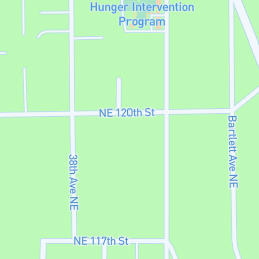 Hunger Intervention
Program
NE 120th St
38th Ave NE
Bartlett Ave NE
NE 117th St